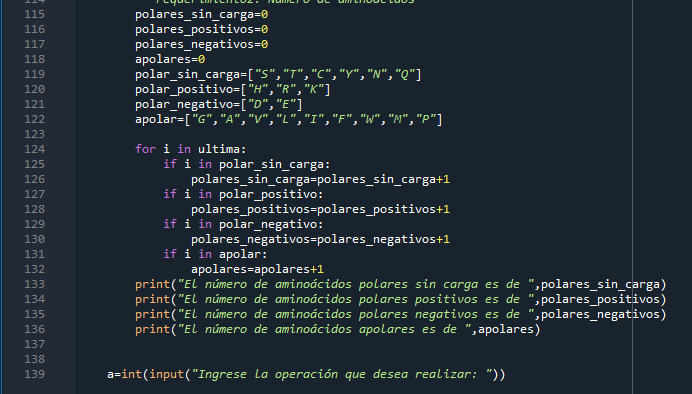 114 requerimiento2: Número de aminoácidos
115 polares_sin_carga=0
116 polares_positivos=0
117 polares_negativos=0
118 apolares=0
119 polar_sin_carga=["S","T","C","Y","N","Q"]
120 polar_positivo=["H","R","K"]
121 polar_negativo=["D","E"]
122 apolar=["G","A","V","L","I","F","W","M","P"]
123
124 for i in ultima:
125 if i in polar_sin_carga:
126 polares_sin_carga=polares_sin_carga+1
127 if i in polar_positivo:
128 polares_positivos=polares_positivos+1
129 if i in polar_negativo:
130 polares_negativos=polares_negativos+1
131 if i in apolar:
132 apolares=apolares+1
133 print("El número de aminoácidos polares sin carga es de ",polares_sin_carga)
134 print("El número de aminoácidos polares positivos es de ",polares_positivos)
135 print("El número de aminoácidos polares negativos es de ",polares_negativos)
136 print("El número de aminoácidos apolares es de ",apolares)
137
138
139 a=int(input("Ingrese la operación que desea realizar: "))